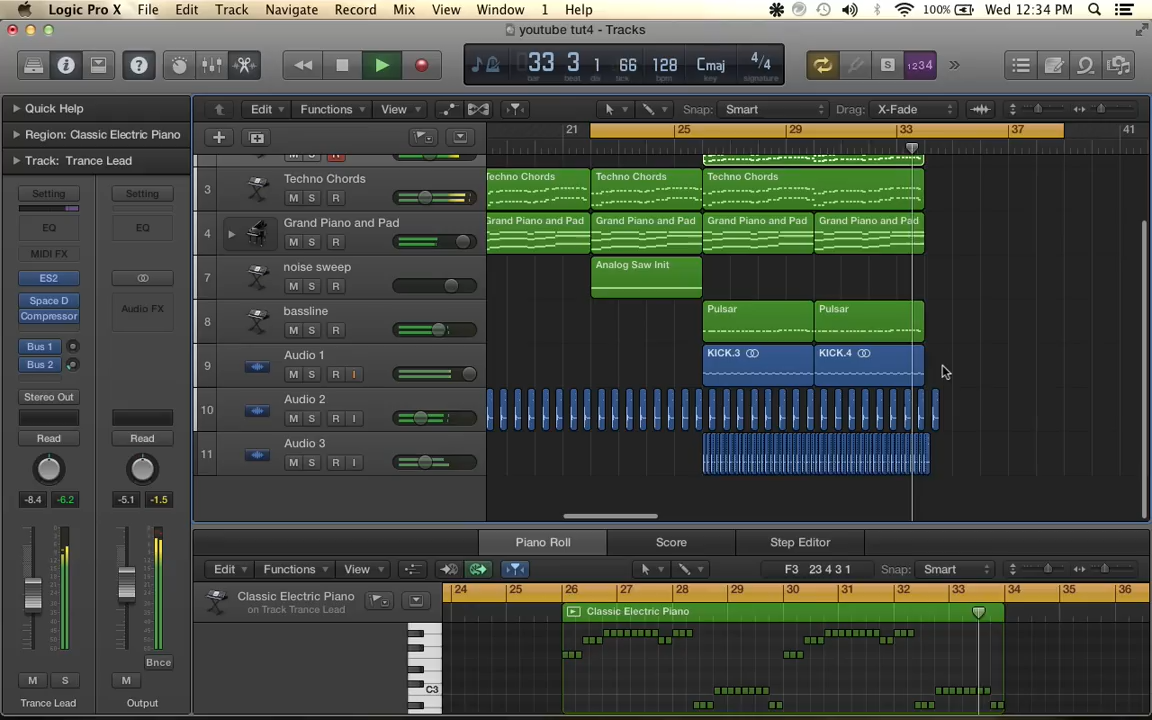 Logic Pro X File Edit Track Navigate Record Mix View Window 1 Help 100% Wed 12:34 PM
youtube tut4 - Tracks
33 3 1 66 128 Cmaj 4/4
bar beat tick tempo key signature
S 1234
Quick Help
Edit Functions View Snap: Smart Drag: X-Fade
Region: Classic Electric Piano
21 25 29 33 37 41
Track: Trance Lead
M S R
3 Techno Chords M S R
Techno Chords Techno Chords Techno Chords
4 Grand Piano and Pad M S R
Grand Piano and Pad Grand Piano and Pad Grand Piano and Pad Grand Piano and Pad
7 noise sweep M S R
Analog Saw Init
8 bassline M S R
Pulsar Pulsar
9 Audio 1 M S R I
KICK.3 KICK.4
10 Audio 2 M S R I
11 Audio 3 M S R I
Setting Setting
EQ EQ
MIDI FX
ES2
Space D
Compressor
Audio FX
Bus 1
Bus 2
Stereo Out
Read Read
-8.4 -6.2 -5.1 -1.5
Bnce
M S M
Trance Lead Output
Piano Roll Score Step Editor
Edit Functions View F3 23 4 3 1 Snap: Smart
Classic Electric Piano
on Track Trance Lead
24 25 26 27 28 29 30 31 32 33 34 35 36
Classic Electric Piano
C3